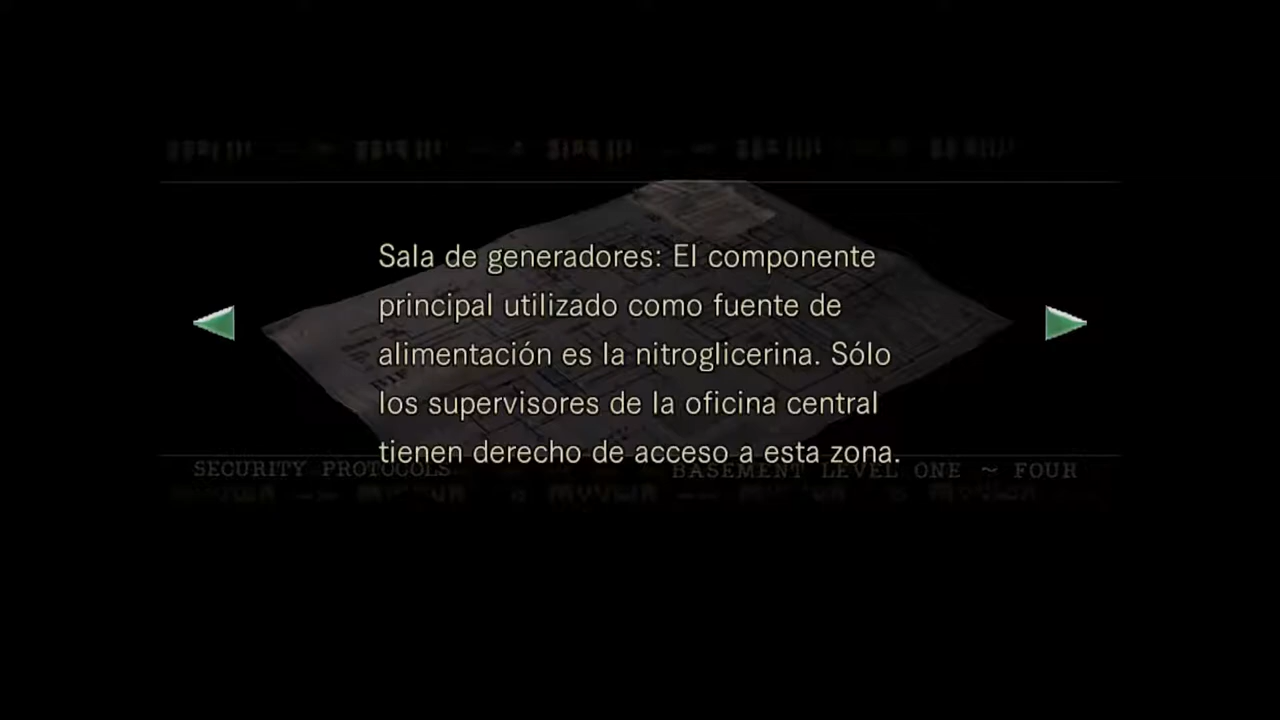 Sala de generadores: El componente
principal utilizado como fuente de
alimentación es la nitroglicerina. Sólo
los supervisores de la oficina central
tienen derecho de acceso a esta zona.
SECURITY PROTOCOLS
BASEMENT LEVEL ONE ~ FOUR